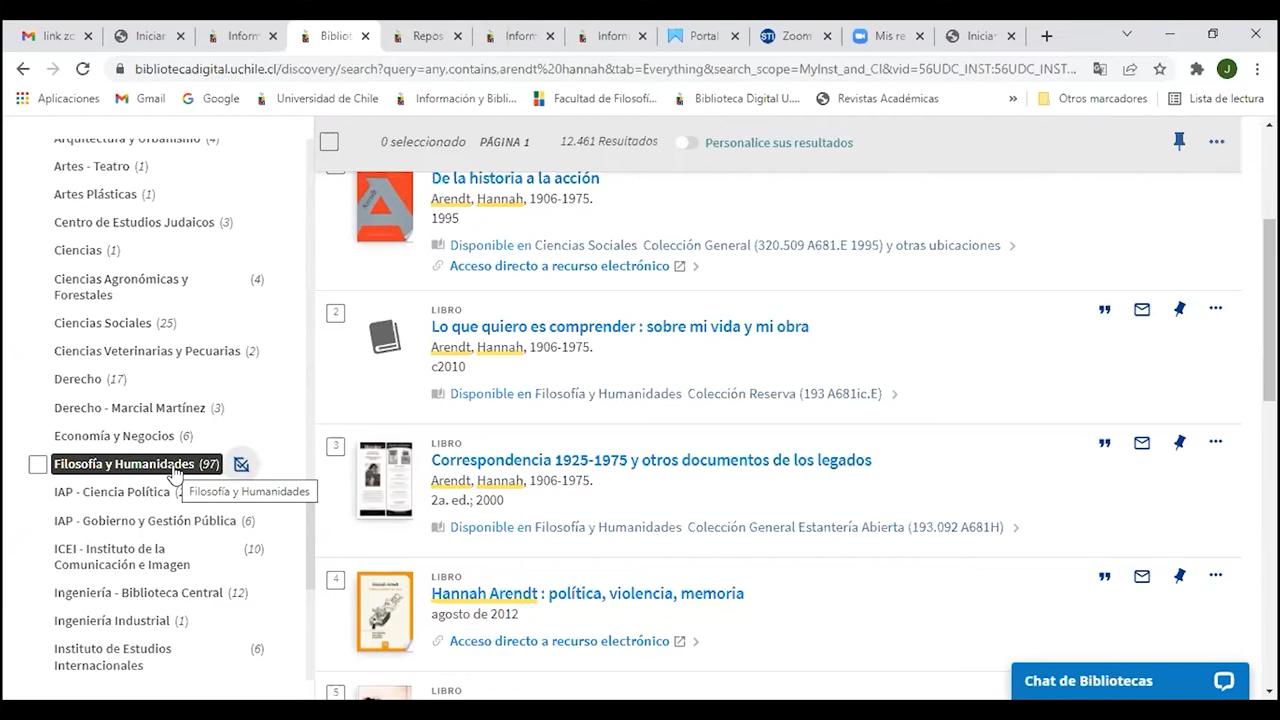 link zc
Iniciar
Inform
Bibliot
Repos
Inform
Inform
Portal
STI
Zoom
Mis re
Inicia
bibliotecadigital.uchile.cl/discovery/search?query=any,contains,arendt%20hannah&tab=Everything&search_scope=MyInst_and_CI&vid=56UDC_INST:56UDC_INST...
Aplicaciones
Gmail
Google
Universidad de Chile
Información y Bibli...
Facultad de Filosofí...
Biblioteca Digital U....
Revistas Académicas
»
Otros marcadores
Lista de lectura
J
Arquitectura y Urbanismo (4)
Artes - Teatro (1)
Artes Plásticas (1)
Centro de Estudios Judaicos (3)
Ciencias (1)
Ciencias Agronómicas y (4)
Forestales
Ciencias Sociales (25)
Ciencias Veterinarias y Pecuarias (2)
Derecho (17)
Derecho - Marcial Martínez (3)
Economía y Negocios (6)
Filosofía y Humanidades (97)
Filosofía y Humanidades
IAP - Ciencia Política
IAP - Gobierno y Gestión Pública (6)
ICEI - Instituto de la (10)
Comunicación e Imagen
Ingeniería - Biblioteca Central (12)
Ingeniería Industrial (1)
Instituto de Estudios (6)
Internacionales
0 seleccionado PÁGINA 1 12.461 Resultados Personalice sus resultados
De la historia a la acción
Arendt, Hannah, 1906-1975.
1995
Disponible en Ciencias Sociales Colección General (320.509 A681.E 1995) y otras ubicaciones
Acceso directo a recurso electrónico
2
LIBRO
Lo que quiero es comprender : sobre mi vida y mi obra
Arendt, Hannah, 1906-1975.
c2010
Disponible en Filosofía y Humanidades Colección Reserva (193 A681ic.E)
3
LIBRO
Correspondencia 1925-1975 y otros documentos de los legados
Arendt, Hannah, 1906-1975.
2a. ed.; 2000
Disponible en Filosofía y Humanidades Colección General Estantería Abierta (193.092 A681H)
4
LIBRO
Hannah Arendt : política, violencia, memoria
agosto de 2012
Acceso directo a recurso electrónico
5
LIBRO
Chat de Bibliotecas